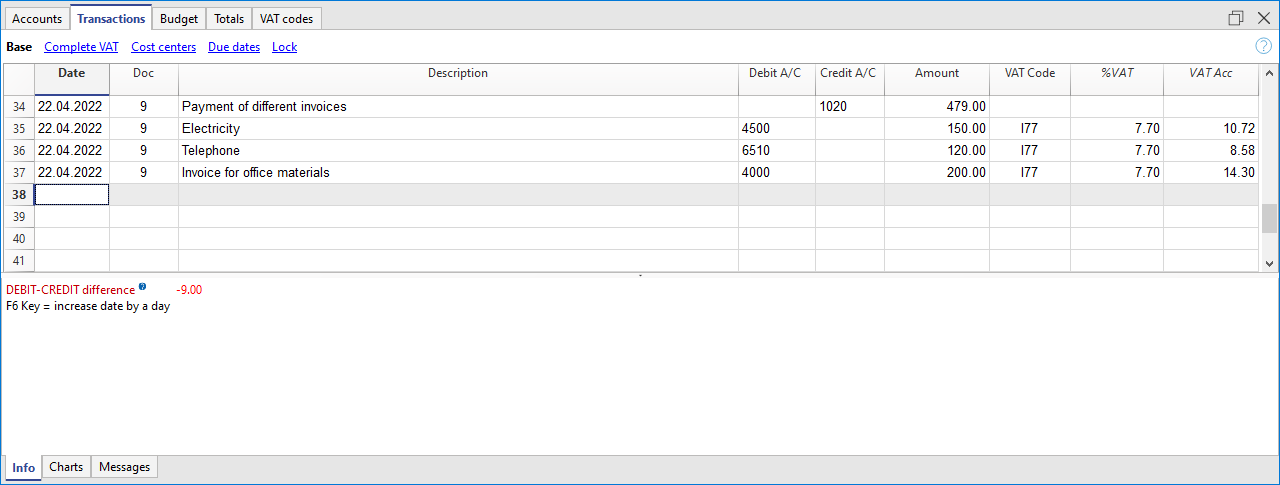 Accounts Transactions Budget Totals VAT codes
Base Complete VAT Cost centers Due dates Lock ?
Date Doc Description Debit A/C Credit A/C Amount VAT Code %VAT VAT Acc
34 22.04.2022 9 Payment of different invoices 1020 479.00
35 22.04.2022 9 Electricity 4500 150.00 I77 7.70 10.72
36 22.04.2022 9 Telephone 6510 120.00 I77 7.70 8.58
37 22.04.2022 9 Invoice for office materials 4000 200.00 I77 7.70 14.30
38
39
40
41
DEBIT-CREDIT difference ? -9.00
F6 Key = increase date by a day
Info Charts Messages